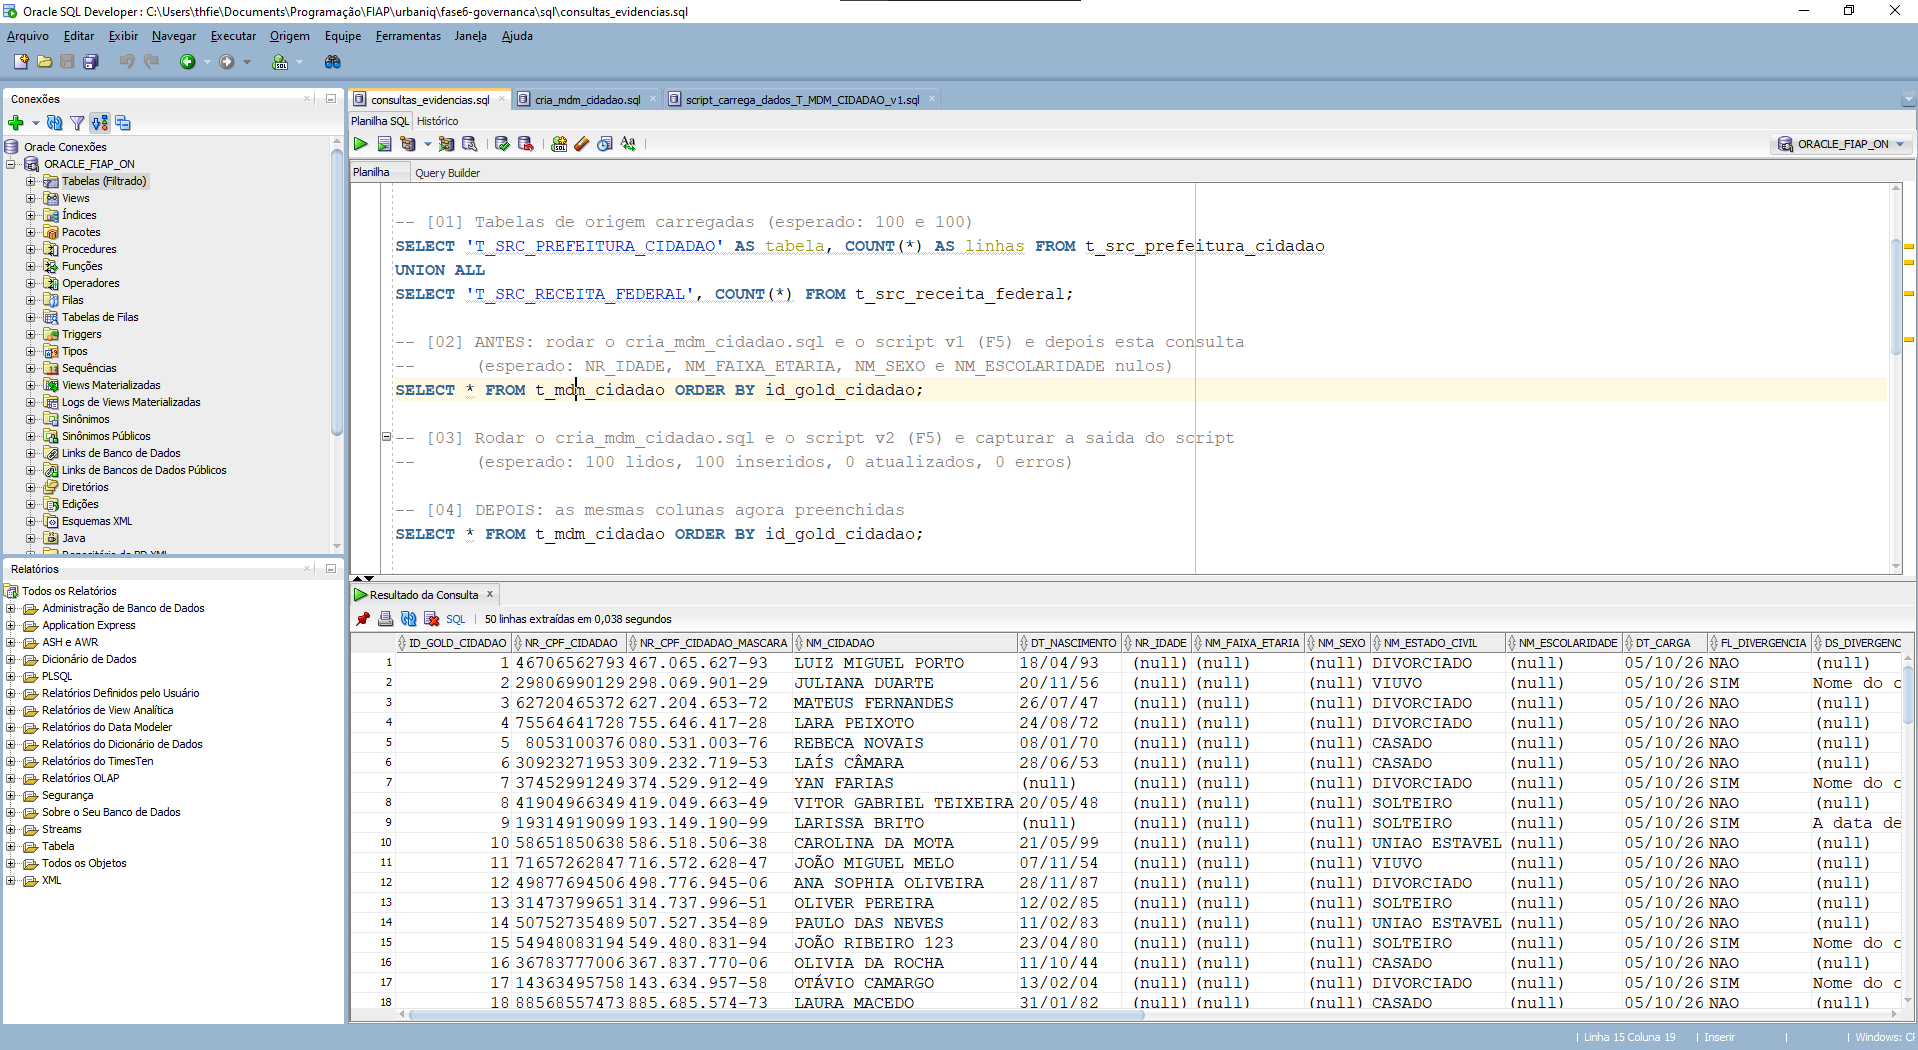 Oracle SQL Developer : C:\Users\thfie\Documents\Programação\FIAP\urbaniq\fase6-governanca\sql\consultas_evidencias.sql
Arquivo Editar Exibir Navegar Executar Origem Equipe Ferramentas Janela Ajuda
Conexões
Oracle Conexões
ORACLE_FIAP_ON
Tabelas (Filtrado)
Views
Índices
Pacotes
Procedures
Funções
Operadores
Filas
Tabelas de Filas
Triggers
Tipos
Sequências
Views Materializadas
Logs de Views Materializadas
Sinônimos
Sinônimos Públicos
Links de Banco de Dados
Links de Bancos de Dados Públicos
Diretórios
Edições
Esquemas XML
Java
Relatórios
Todos os Relatórios
Administração de Banco de Dados
Application Express
ASH e AWR
Dicionário de Dados
PLSQL
Relatórios Definidos pelo Usuário
Relatórios de View Analítica
Relatórios do Data Modeler
Relatórios do Dicionário de Dados
Relatórios do TimesTen
Relatórios OLAP
Segurança
Sobre o Seu Banco de Dados
Streams
Tabela
Todos os Objetos
XML
consultas_evidencias.sql cria_mdm_cidadao.sql script_carrega_dados_T_MDM_CIDADAO_v1.sql
Planilha SQL Histórico
ORACLE_FIAP_ON
Planilha Query Builder
-- [01] Tabelas de origem carregadas (esperado: 100 e 100)
SELECT 'T_SRC_PREFEITURA_CIDADAO' AS tabela, COUNT(*) AS linhas FROM t_src_prefeitura_cidadao
UNION ALL
SELECT 'T_SRC_RECEITA_FEDERAL', COUNT(*) FROM t_src_receita_federal;
-- [02] ANTES: rodar o cria_mdm_cidadao.sql e o script v1 (F5) e depois esta consulta
-- (esperado: NR_IDADE, NM_FAIXA_ETARIA, NM_SEXO e NM_ESCOLARIDADE nulos)
SELECT * FROM t_mdm_cidadao ORDER BY id_gold_cidadao;
-- [03] Rodar o cria_mdm_cidadao.sql e o script v2 (F5) e capturar a saida do script
-- (esperado: 100 lidos, 100 inseridos, 0 atualizados, 0 erros)
-- [04] DEPOIS: as mesmas colunas agora preenchidas
SELECT * FROM t_mdm_cidadao ORDER BY id_gold_cidadao;
Resultado da Consulta
SQL | 50 linhas extraídas em 0,038 segundos
ID_GOLD_CIDADAO NR_CPF_CIDADAO NR_CPF_CIDADAO_MASCARA NM_CIDADAO DT_NASCIMENTO NR_IDADE NM_FAIXA_ETARIA NM_SEXO NM_ESTADO_CIVIL NM_ESCOLARIDADE DT_CARGA FL_DIVERGENCIA DS_DIVERGENC
1 1 46706562793 467.065.627-93 LUIZ MIGUEL PORTO 18/04/93 (null) (null) (null) DIVORCIADO (null) 05/10/26 NAO (null)
2 2 29806990129 298.069.901-29 JULIANA DUARTE 20/11/56 (null) (null) (null) VIUVO (null) 05/10/26 SIM Nome do c
3 3 62720465372 627.204.653-72 MATEUS FERNANDES 26/07/47 (null) (null) (null) DIVORCIADO (null) 05/10/26 NAO (null)
4 4 75564641728 755.646.417-28 LARA PEIXOTO 24/08/72 (null) (null) (null) DIVORCIADO (null) 05/10/26 NAO (null)
5 5 8053100376 080.531.003-76 REBECA NOVAIS 08/01/70 (null) (null) (null) CASADO (null) 05/10/26 NAO (null)
6 6 30923271953 309.232.719-53 LAÍS CÂMARA 28/06/53 (null) (null) (null) CASADO (null) 05/10/26 NAO (null)
7 7 37452991249 374.529.912-49 YAN FARIAS (null) (null) (null) (null) DIVORCIADO (null) 05/10/26 SIM Nome do c
8 8 41904966349 419.049.663-49 VITOR GABRIEL TEIXEIRA 20/05/48 (null) (null) (null) SOLTEIRO (null) 05/10/26 NAO (null)
9 9 19314919099 193.149.190-99 LARISSA BRITO (null) (null) (null) (null) SOLTEIRO (null) 05/10/26 SIM A data de
10 10 58651850638 586.518.506-38 CAROLINA DA MOTA 21/05/99 (null) (null) (null) UNIAO ESTAVEL (null) 05/10/26 NAO (null)
11 11 71657262847 716.572.628-47 JOÃO MIGUEL MELO 07/11/54 (null) (null) (null) VIUVO (null) 05/10/26 NAO (null)
12 12 49877694506 498.776.945-06 ANA SOPHIA OLIVEIRA 28/11/87 (null) (null) (null) DIVORCIADO (null) 05/10/26 NAO (null)
13 13 31473799651 314.737.996-51 OLIVER PEREIRA 12/02/85 (null) (null) (null) SOLTEIRO (null) 05/10/26 NAO (null)
14 14 50752735489 507.527.354-89 PAULO DAS NEVES 11/02/83 (null) (null) (null) UNIAO ESTAVEL (null) 05/10/26 NAO (null)
15 15 54948083194 549.480.831-94 JOÃO RIBEIRO 123 23/04/80 (null) (null) (null) SOLTEIRO (null) 05/10/26 SIM Nome do c
16 16 36783777006 367.837.770-06 OLIVIA DA ROCHA 11/10/44 (null) (null) (null) CASADO (null) 05/10/26 NAO (null)
17 17 14363495758 143.634.957-58 OTÁVIO CAMARGO 13/02/04 (null) (null) (null) DIVORCIADO (null) 05/10/26 SIM Nome do c
18 18 88568557473 885.685.574-73 LAURA MACEDO 31/01/82 (null) (null) (null) CASADO (null) 05/10/26 NAO (null)
| Linha 15 Coluna 19 | Inserir | | Windows: CF